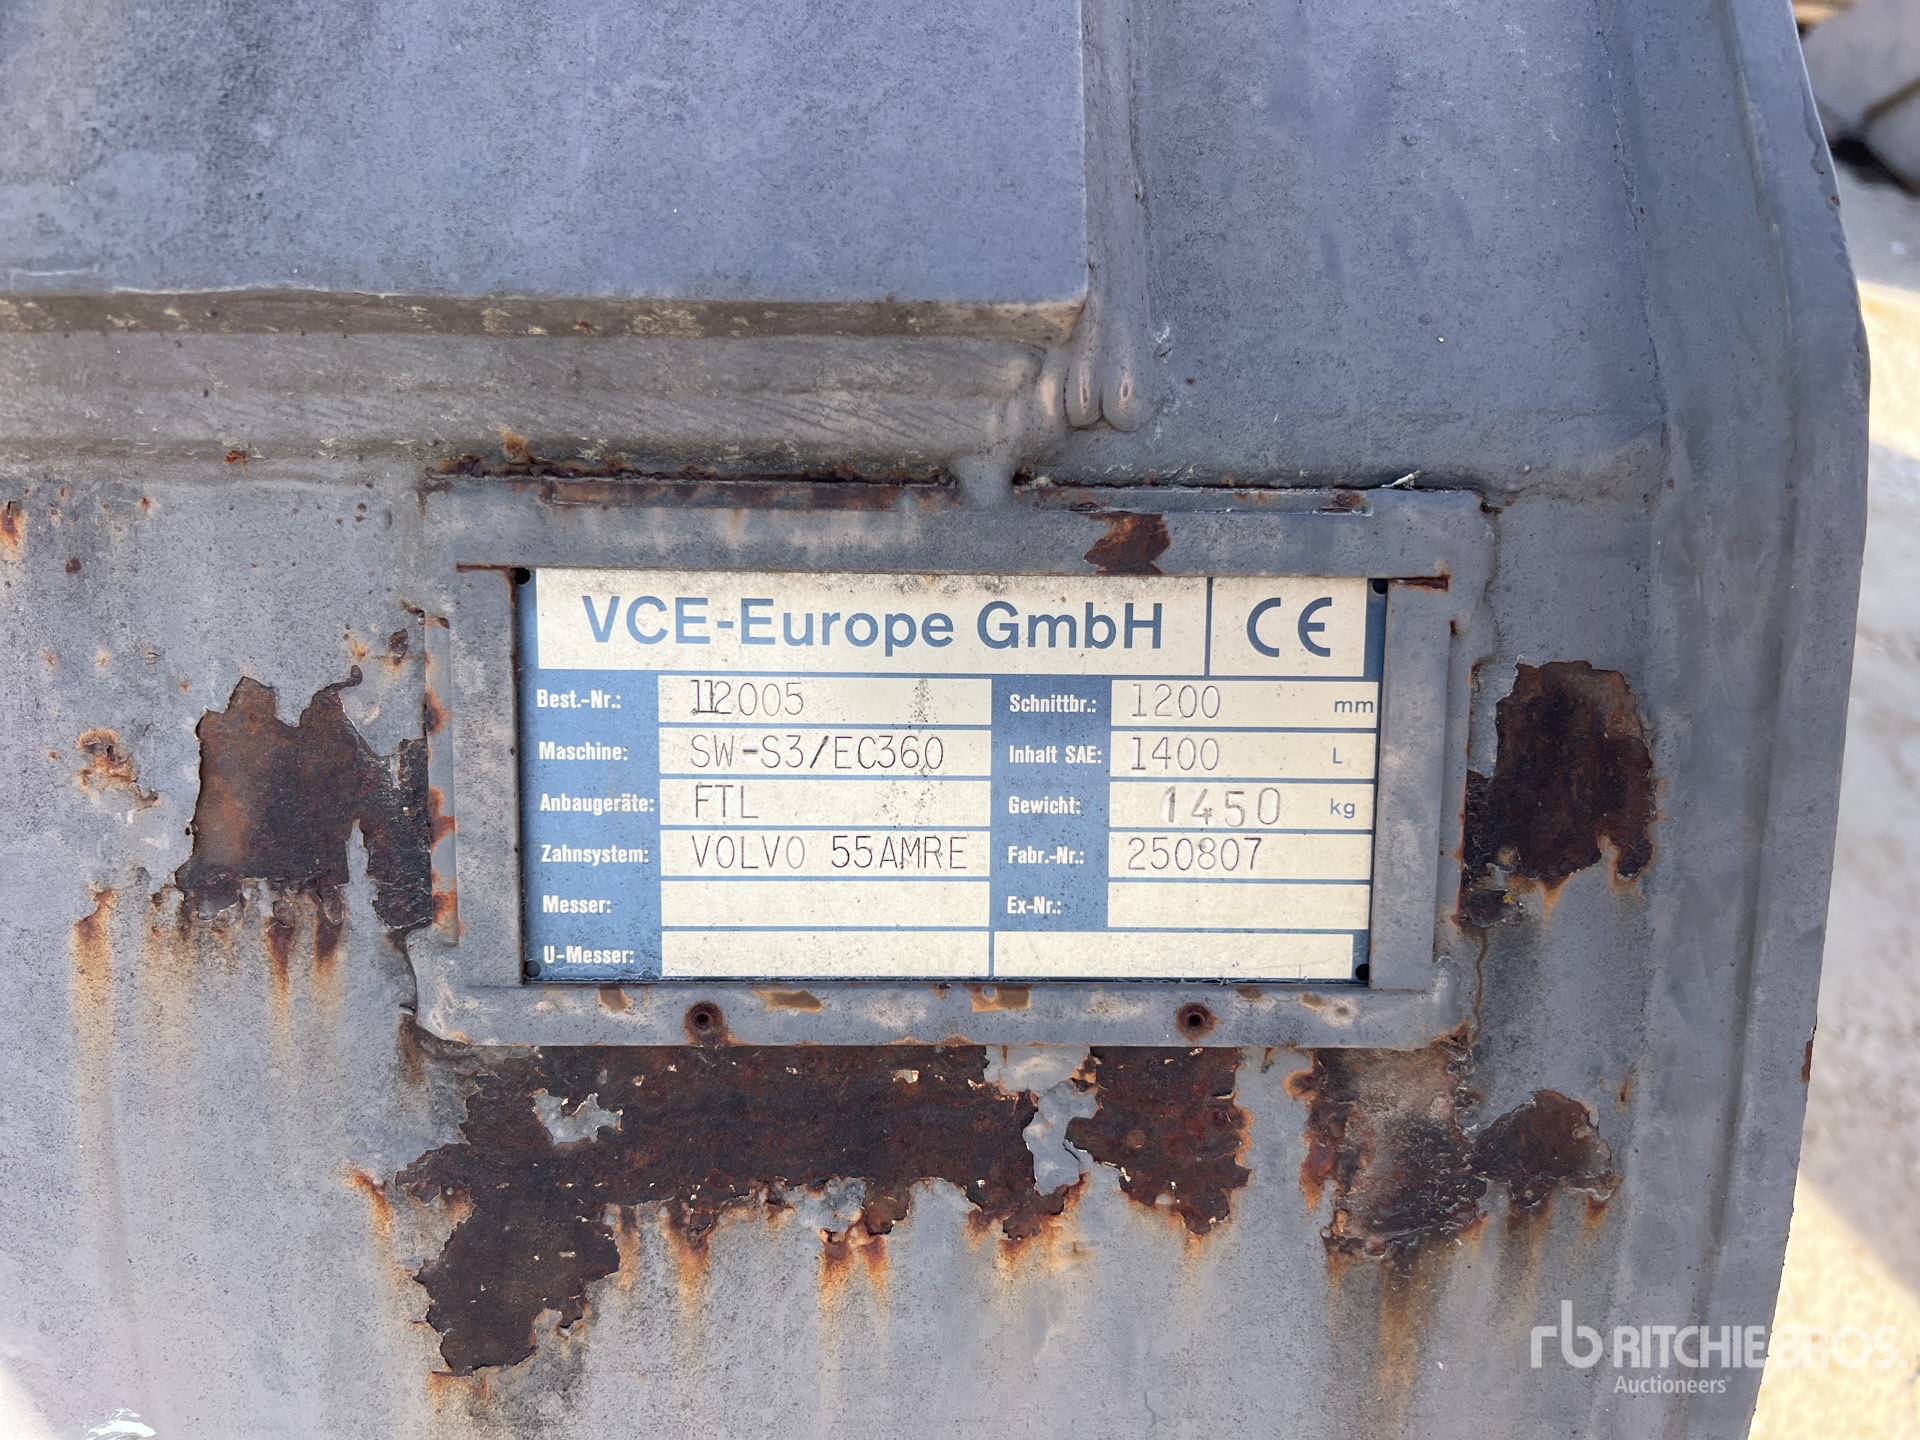 VCE-Europe GmbH CE
Best.-Nr.: 112005 Schnittbr.: 1200 mm
Maschine: SW-S3/EC360 Inhalt SAE: 1400 L
Anbaugeräte: FTL Gewicht: 1450 kg
Zahnsystem: VOLVO 55AMRE Fabr.-Nr.: 250807
Messer: Ex-Nr.:
U-Messer:
rb RITCHIE BROS.
Auctioneers